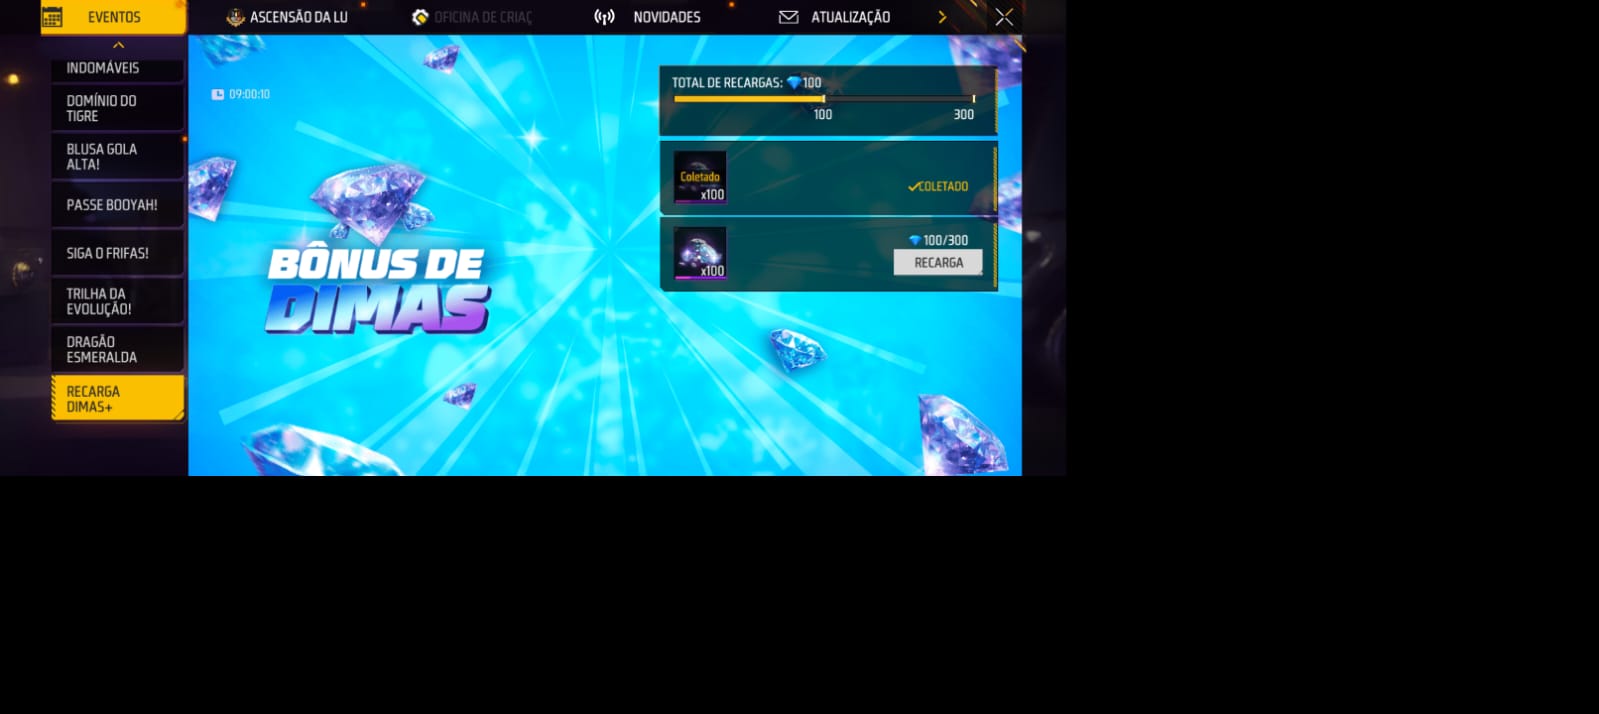 EVENTOS
ASCENSÃO DA LU
OFICINA DE CRIAÇ
NOVIDADES
ATUALIZAÇÃO
INDOMÁVEIS
DOMÍNIO DO
TIGRE
BLUSA GOLA
ALTA!
PASSE BOOYAH!
SIGA O FRIFAS!
TRILHA DA
EVOLUÇÃO!
DRAGÃO
ESMERALDA
RECARGA
DIMAS+
09:00:10
BÔNUS DE
DIMAS
TOTAL DE RECARGAS: 100
100
300
Coletado
x100
COLETADO
x100
100/300
RECARGA